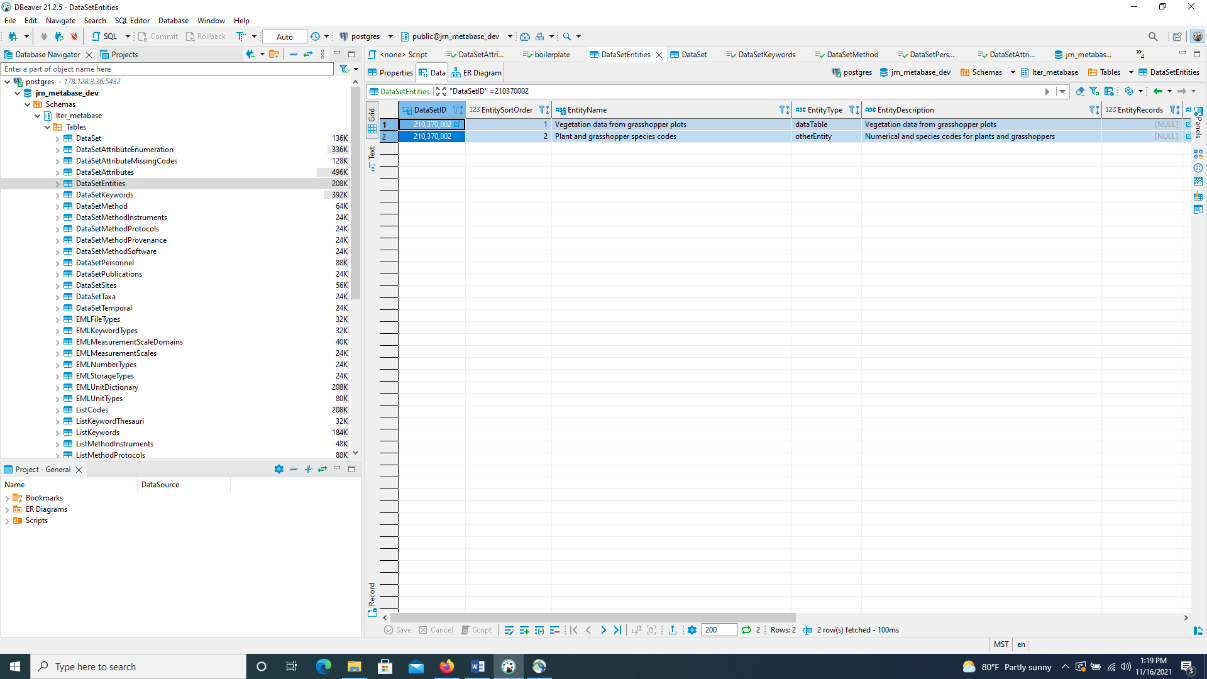 DBeaver 21.2.5 - DataSetEntities
File Edit Navigate Search SQL Editor Database Window Help
SQL Commit Rollback Auto postgres public@jrn_metabase_dev
Database Navigator Projects
<none> Script DataSetAttri... boilerplate DataSetEntities DataSet DataSetKeywords DataSetMethod DataSetPers... DataSetAttri... jrn_metabas... »2
Enter a part of object name here
Properties Data ER Diagram postgres jrn_metabase_dev Schemas lter_metabase Tables DataSetEntities
DataSetEntities "DataSetID" =210370002
postgres - 178.128.3.36:5432
jrn_metabase_dev
Schemas
lter_metabase
Tables
DataSet 136K
DataSetAttributeEnumeration 336K
DataSetAttributeMissingCodes 128K
DataSetAttributes 496K
DataSetEntities 208K
DataSetKeywords 392K
DataSetMethod 64K
DataSetMethodInstruments 24K
DataSetMethodProtocols 24K
DataSetMethodProvenance 24K
DataSetMethodSoftware 24K
DataSetPersonnel 88K
DataSetPublications 24K
DataSetSites 56K
DataSetTaxa 24K
DataSetTemporal 24K
EMLFileTypes 32K
EMLKeywordTypes 32K
EMLMeasurementScaleDomains 40K
EMLMeasurementScales 24K
EMLNumberTypes 24K
EMLStorageTypes 24K
EMLUnitDictionary 208K
EMLUnitTypes 80K
ListCodes 208K
ListKeywordThesauri 32K
ListKeywords 184K
ListMethodInstruments 48K
ListMethodProtocols 88K
Grid
Text
Record
Panels
DataSetID 123 EntitySortOrder ABC EntityName ABC EntityType ABC EntityDescription 123 EntityRecords
1 210,370,002 1 Vegetation data from grasshopper plots dataTable Vegetation data from grasshopper plots [NULL]
2 210,370,002 2 Plant and grasshopper species codes otherEntity Numerical and species codes for plants and grasshoppers [NULL]
Project - General
Name DataSource
Bookmarks
ER Diagrams
Scripts
Save Cancel Script 200 2 Rows: 2 2 row(s) fetched - 100ms
MST en
Type here to search
80°F Partly sunny
1:19 PM
11/16/2021
3